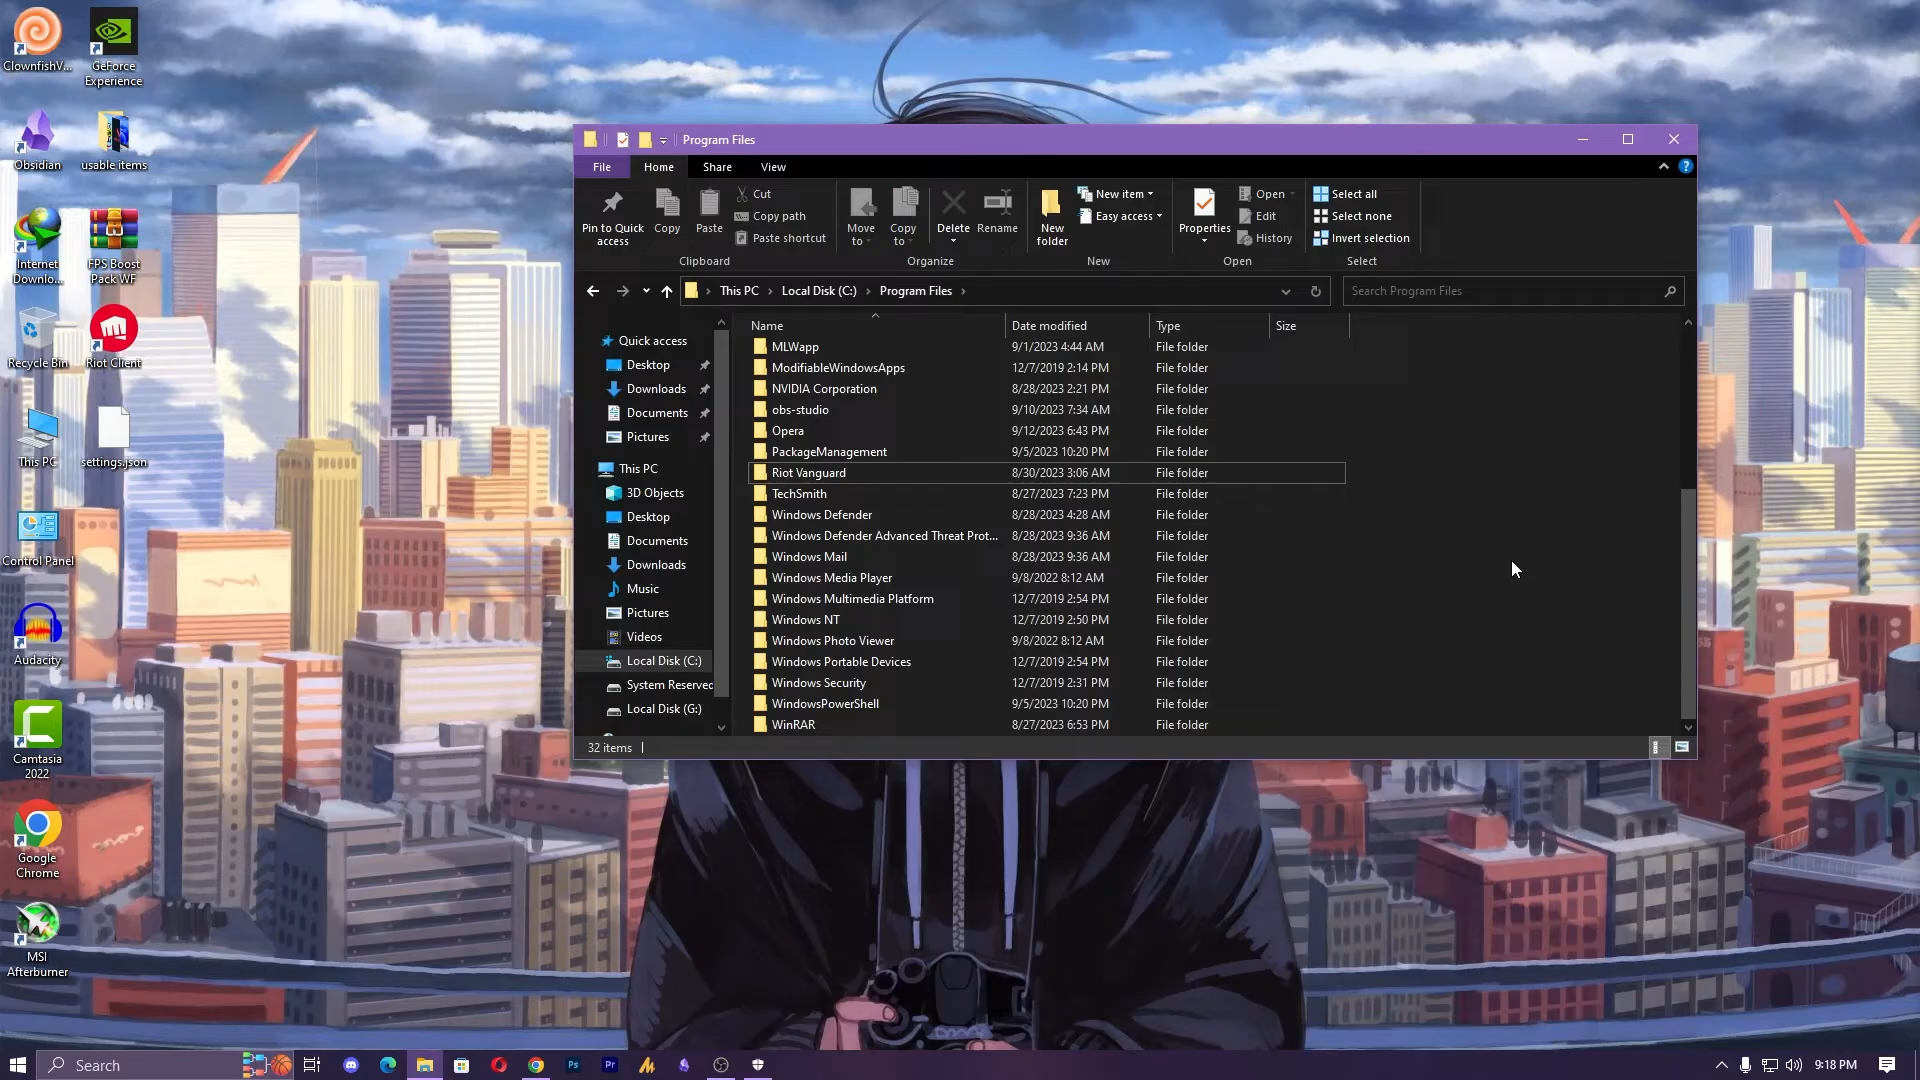 ClownfishV...
GeForce
Experience
Obsidian
usable items
Internet
Downlo...
FPS Boost
Pack WF
Recycle Bin
Riot Client
This PC
settings.json
Control Panel
Audacity
Camtasia
2022
Google
Chrome
MSI
Afterburner
Program Files
File
Home
Share
View
Pin to Quick
access
Copy
Paste
Cut
Copy path
Paste shortcut
Clipboard
Move
to
Copy
to
Delete
Rename
Organize
New
folder
New item
Easy access
New
Properties
Open
Edit
History
Open
Select all
Select none
Invert selection
Select
This PC
Local Disk (C:)
Program Files
Search Program Files
Quick access
Desktop
Downloads
Documents
Pictures
This PC
3D Objects
Desktop
Documents
Downloads
Music
Pictures
Videos
Local Disk (C:)
System Reserved
Local Disk (G:)
Name Date modified Type Size
MLWapp 9/1/2023 4:44 AM File folder
ModifiableWindowsApps 12/7/2019 2:14 PM File folder
NVIDIA Corporation 8/28/2023 2:21 PM File folder
obs-studio 9/10/2023 7:34 AM File folder
Opera 9/12/2023 6:43 PM File folder
PackageManagement 9/5/2023 10:20 PM File folder
Riot Vanguard 8/30/2023 3:06 AM File folder
TechSmith 8/27/2023 7:23 PM File folder
Windows Defender 8/28/2023 4:28 AM File folder
Windows Defender Advanced Threat Prot... 8/28/2023 9:36 AM File folder
Windows Mail 8/28/2023 9:36 AM File folder
Windows Media Player 9/8/2022 8:12 AM File folder
Windows Multimedia Platform 12/7/2019 2:54 PM File folder
Windows NT 12/7/2019 2:50 PM File folder
Windows Photo Viewer 9/8/2022 8:12 AM File folder
Windows Portable Devices 12/7/2019 2:54 PM File folder
Windows Security 12/7/2019 2:31 PM File folder
WindowsPowerShell 9/5/2023 10:20 PM File folder
WinRAR 8/27/2023 6:53 PM File folder
32 items
Search
Ps
Pr
9:18 PM